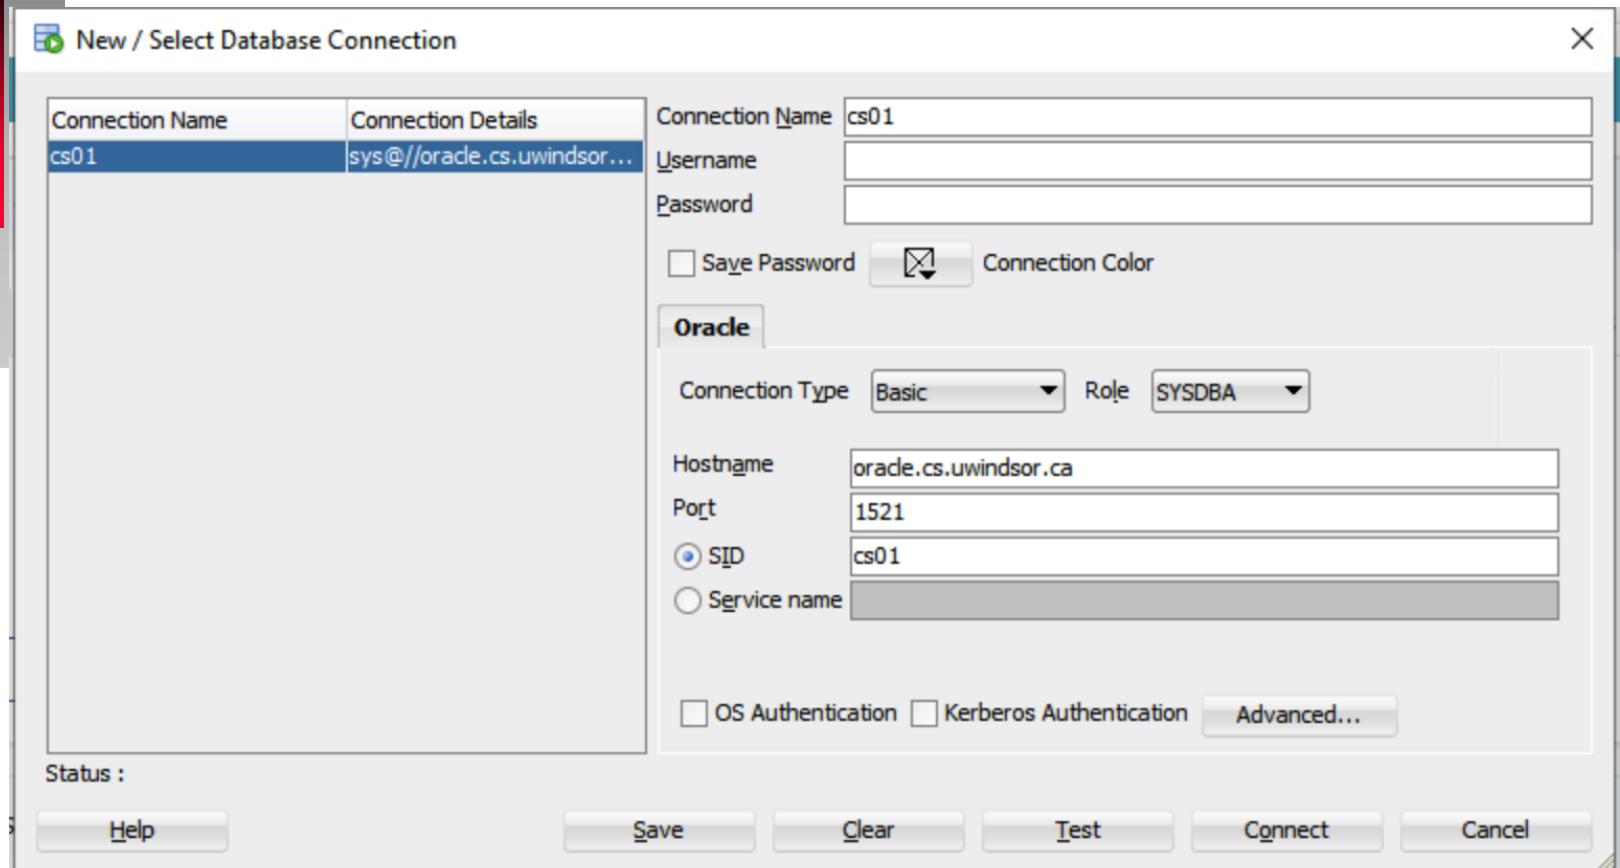 New / Select Database Connection
Connection Name Connection Details
cs01 sys@//oracle.cs.uwindsor...
Connection Name cs01
Username
Password
Save Password Connection Color
Oracle
Connection Type Basic Role SYSDBA
Hostname oracle.cs.uwindsor.ca
Port 1521
SID cs01
Service name
OS Authentication Kerberos Authentication Advanced...
Status :
Help Save Clear Test Connect Cancel